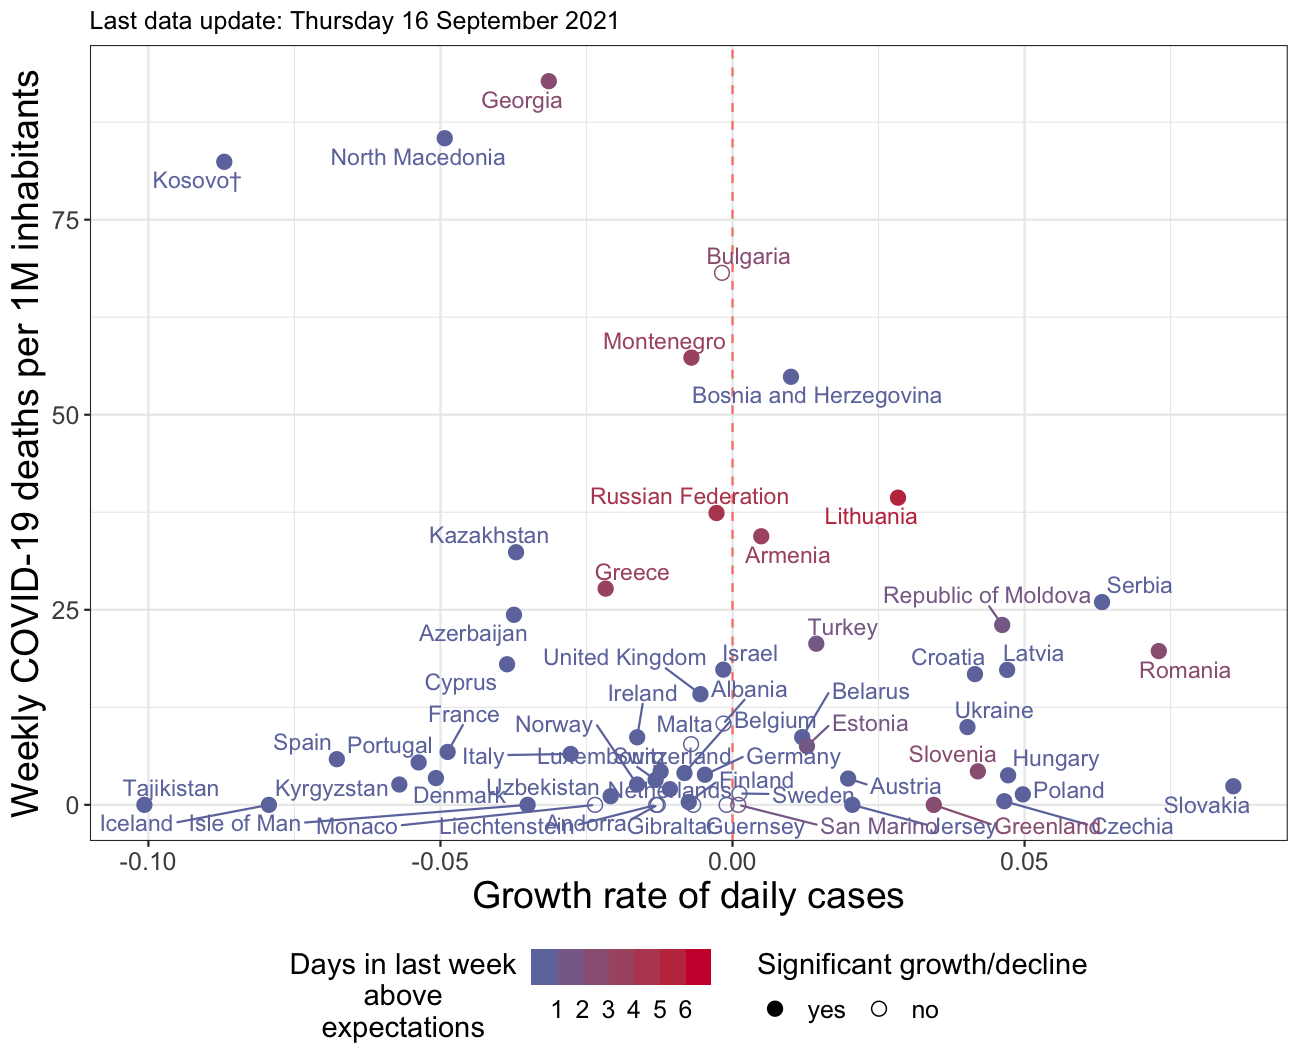 Last data update: Thursday 16 September 2021
Weekly COVID-19 deaths per 1M inhabitants
75
50
25
0
Georgia
North Macedonia
Kosovo†
Bulgaria
Montenegro
Bosnia and Herzegovina
Russian Federation
Lithuania
Kazakhstan
Armenia
Greece
Serbia
Republic of Moldova
Azerbaijan
Turkey
United Kingdom
Israel
Croatia
Latvia
Romania
Cyprus
Ireland
Albania
Belarus
France
Norway
Malta
Belgium
Estonia
Ukraine
Spain
Portugal
Italy
Luxembourg
Switzerland
Germany
Slovenia
Hungary
Tajikistan
Kyrgyzstan
Denmark
Uzbekistan
Netherlands
Finland
Sweden
Austria
Poland
Slovakia
Iceland
Isle of Man
Monaco
Liechtenstein
Andorra
Gibraltar
Guernsey
San Marino
Jersey
Greenland
Czechia
-0.10
-0.05
0.00
0.05
Growth rate of daily cases
Days in last week
above
expectations
1 2 3 4 5 6
Significant growth/decline
yes
no